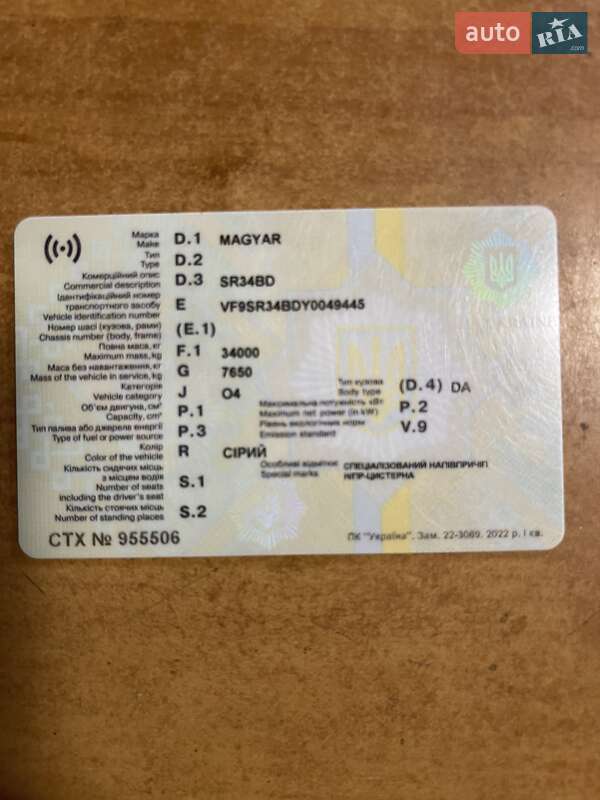 auto RIA .com
Марка D.1 MAGYAR
Make
Тип D.2
Type
Комерційний опис D.3 SR34BD
Commercial description
Ідентифікаційний номер
транспортного засобу E VF9SR34BDY0049445
Vehicle identification number
Номер шасі (кузова, рами) (E.1)
Chassis number (body, frame)
Повна маса, кг F.1 34000
Maximum mass, kg
Маса без навантаження, кг G 7650
Mass of the vehicle in service, kg
Категорія J O4
Vehicle category
Тип кузова (D.4) DA
Body type
Об'єм двигуна, см³ P.1
Capacity, cm³
Максимальна потужність кВт P.2
Maximum net power (in kW)
Тип палива або джерела енергії P.3
Type of fuel or power source
Рівень екологічних норм V.9
Emission standard
Колір R СІРИЙ
Color of the vehicle
Особливі відмітки СПЕЦІАЛІЗОВАНИЙ НАПІВПРИЧІП
Special marks НПР-ЦИСТЕРНА
Кількість сидячих місць
з місцем водія S.1
Number of seats
including the driver's seat
Кількість стоячих місць S.2
Number of standing places
СТХ № 955506
ПК "Україна". Зам. 22-3069. 2022 р. I кв.